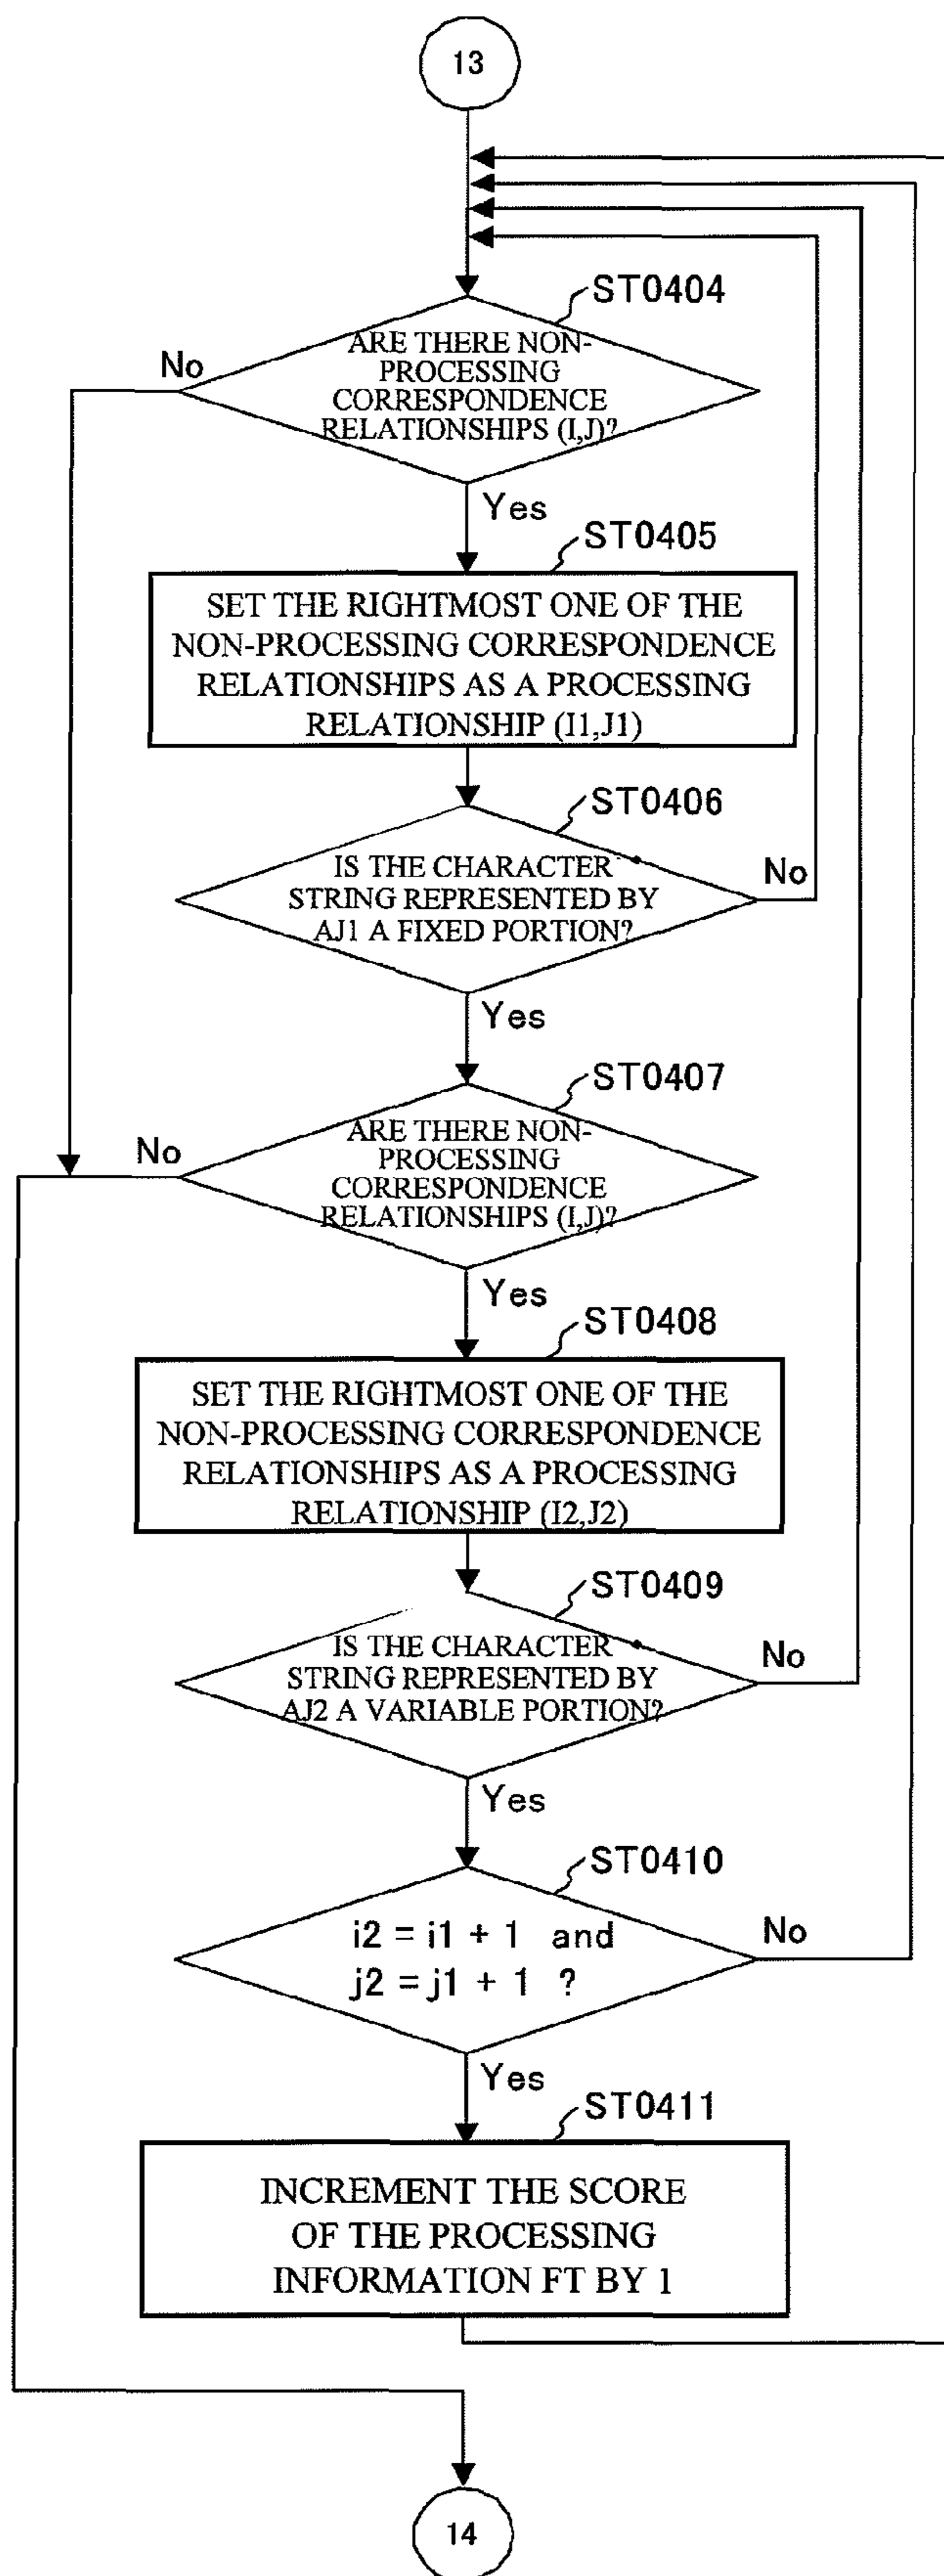 13
ST0404
No
ARE THERE NON-
PROCESSING
CORRESPONDENCE
RELATIONSHIPS (I,J)?
Yes
ST0405
SET THE RIGHTMOST ONE OF THE
NON-PROCESSING CORRESPONDENCE
RELATIONSHIPS AS A PROCESSING
RELATIONSHIP (I1,J1)
ST0406
IS THE CHARACTER
STRING REPRESENTED BY
AJ1 A FIXED PORTION?
No
Yes
ST0407
No
ARE THERE NON-
PROCESSING
CORRESPONDENCE
RELATIONSHIPS (I,J)?
Yes
ST0408
SET THE RIGHTMOST ONE OF THE
NON-PROCESSING CORRESPONDENCE
RELATIONSHIPS AS A PROCESSING
RELATIONSHIP (I2,J2)
ST0409
IS THE CHARACTER
STRING REPRESENTED BY
AJ2 A VARIABLE PORTION?
No
Yes
ST0410
i2 = i1 + 1 and
j2 = j1 + 1 ?
No
Yes
ST0411
INCREMENT THE SCORE
OF THE PROCESSING
INFORMATION FT BY 1
14